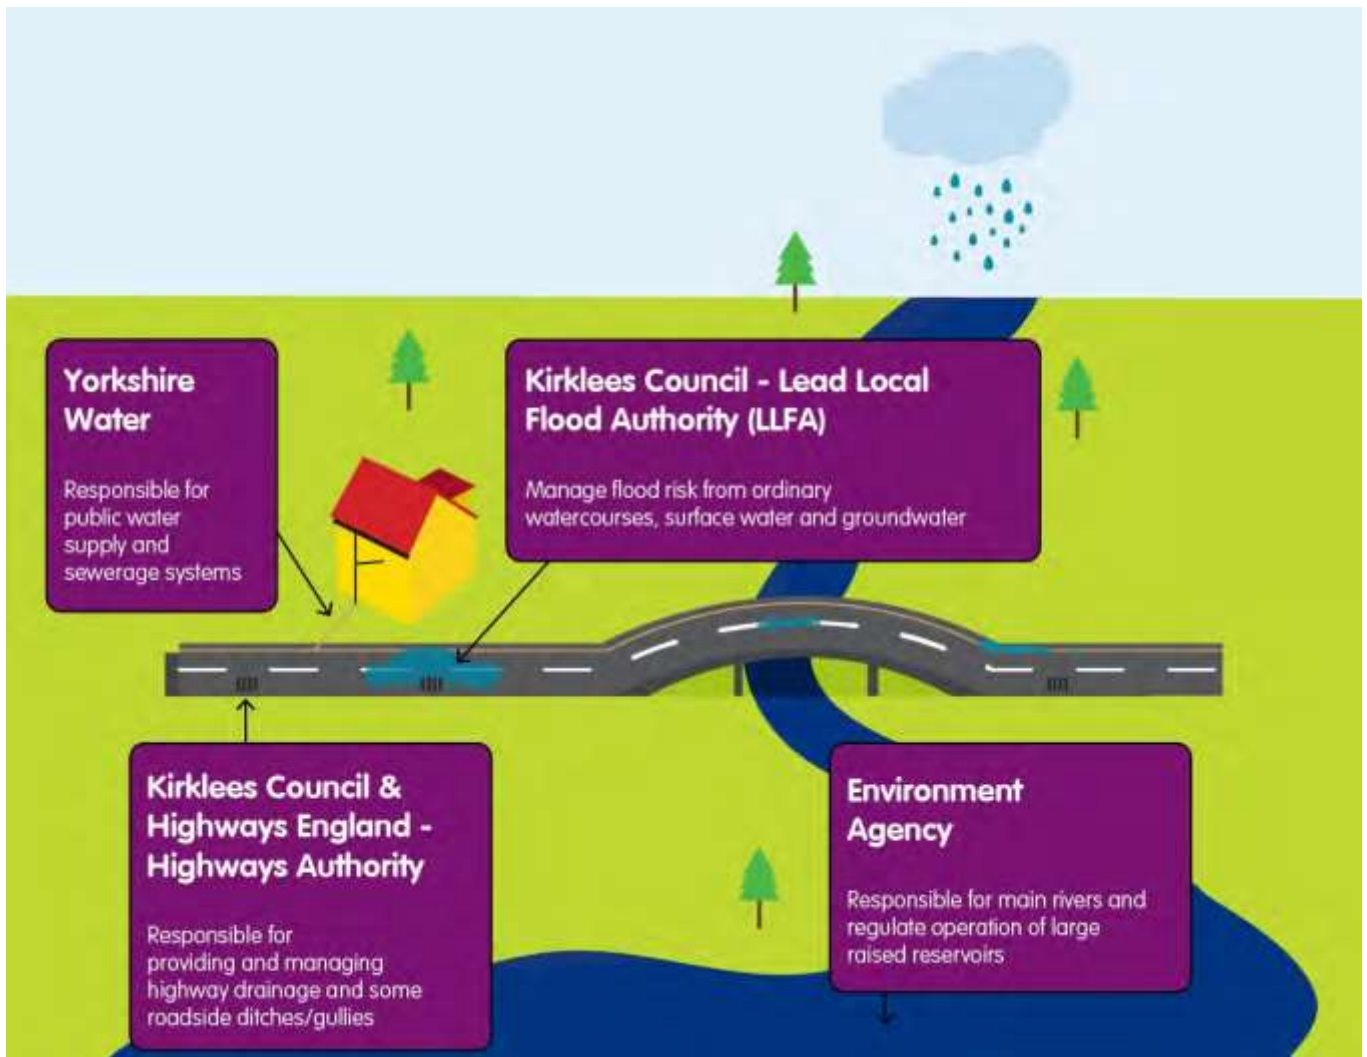 Yorkshire
Water
Responsible for
public water
supply and
sewerage systems
Kirklees Council - Lead Local
Flood Authority (LLFA)
Manage flood risk from ordinary
watercourses, surface water and groundwater
Kirklees Council &
Highways England -
Highways Authority
Responsible for
providing and managing
highway drainage and some
roadside ditches/gullies
Environment
Agency
Responsible for main rivers and
regulate operation of large
raised reservoirs